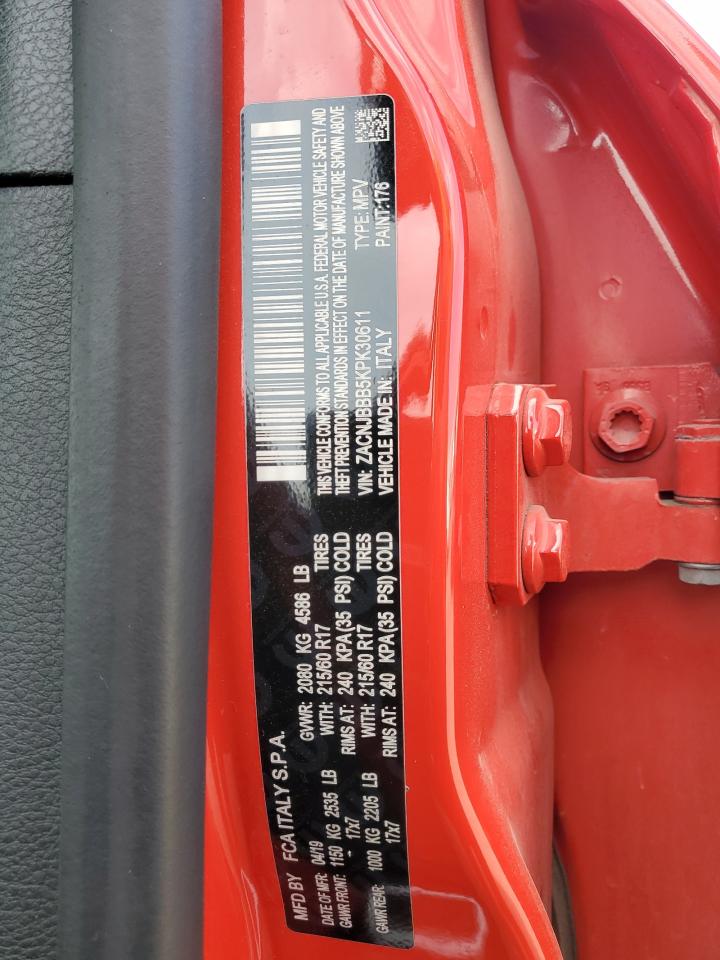 MFD BY FCA ITALY S.P.A.
DATE OF MFR: 04/19 GVWR: 2080 KG 4586 LB
GAWR FRONT: 1150 KG 2535 LB WITH: 215/60 R17 TIRES
17x7 RIMS AT: 240 KPA(35 PSI) COLD
GAWR REAR: 1000 KG 2205 LB WITH: 215/60 R17 TIRES
17x7 RIMS AT: 240 KPA(35 PSI) COLD
THIS VEHICLE CONFORMS TO ALL APPLICABLE U.S.A. FEDERAL MOTOR VEHICLE SAFETY AND
THEFT PREVENTION STANDARDS IN EFFECT ON THE DATE OF MANUFACTURE SHOWN ABOVE
VIN: ZACNJBBB5KPK30611 TYPE: MPV
VEHICLE MADE IN: ITALY PAINT:176